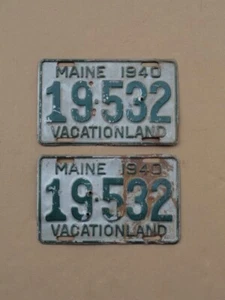 MAINE 1940
19·532
VACATIONLAND
MAINE 1940
19·532
VACATIONLAND